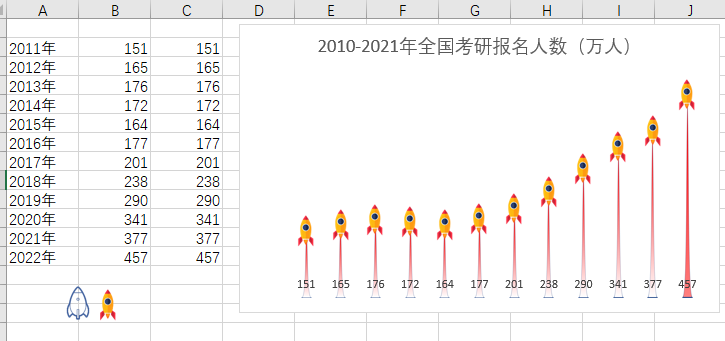 A B C D E F G H I J
2010-2021年全国考研报名人数（万人）
2011年 151 151
2012年 165 165
2013年 176 176
2014年 172 172
2015年 164 164
2016年 177 177
2017年 201 201
2018年 238 238
2019年 290 290
2020年 341 341
2021年 377 377
2022年 457 457
151 165 176 172 164 177 201 238 290 341 377 457